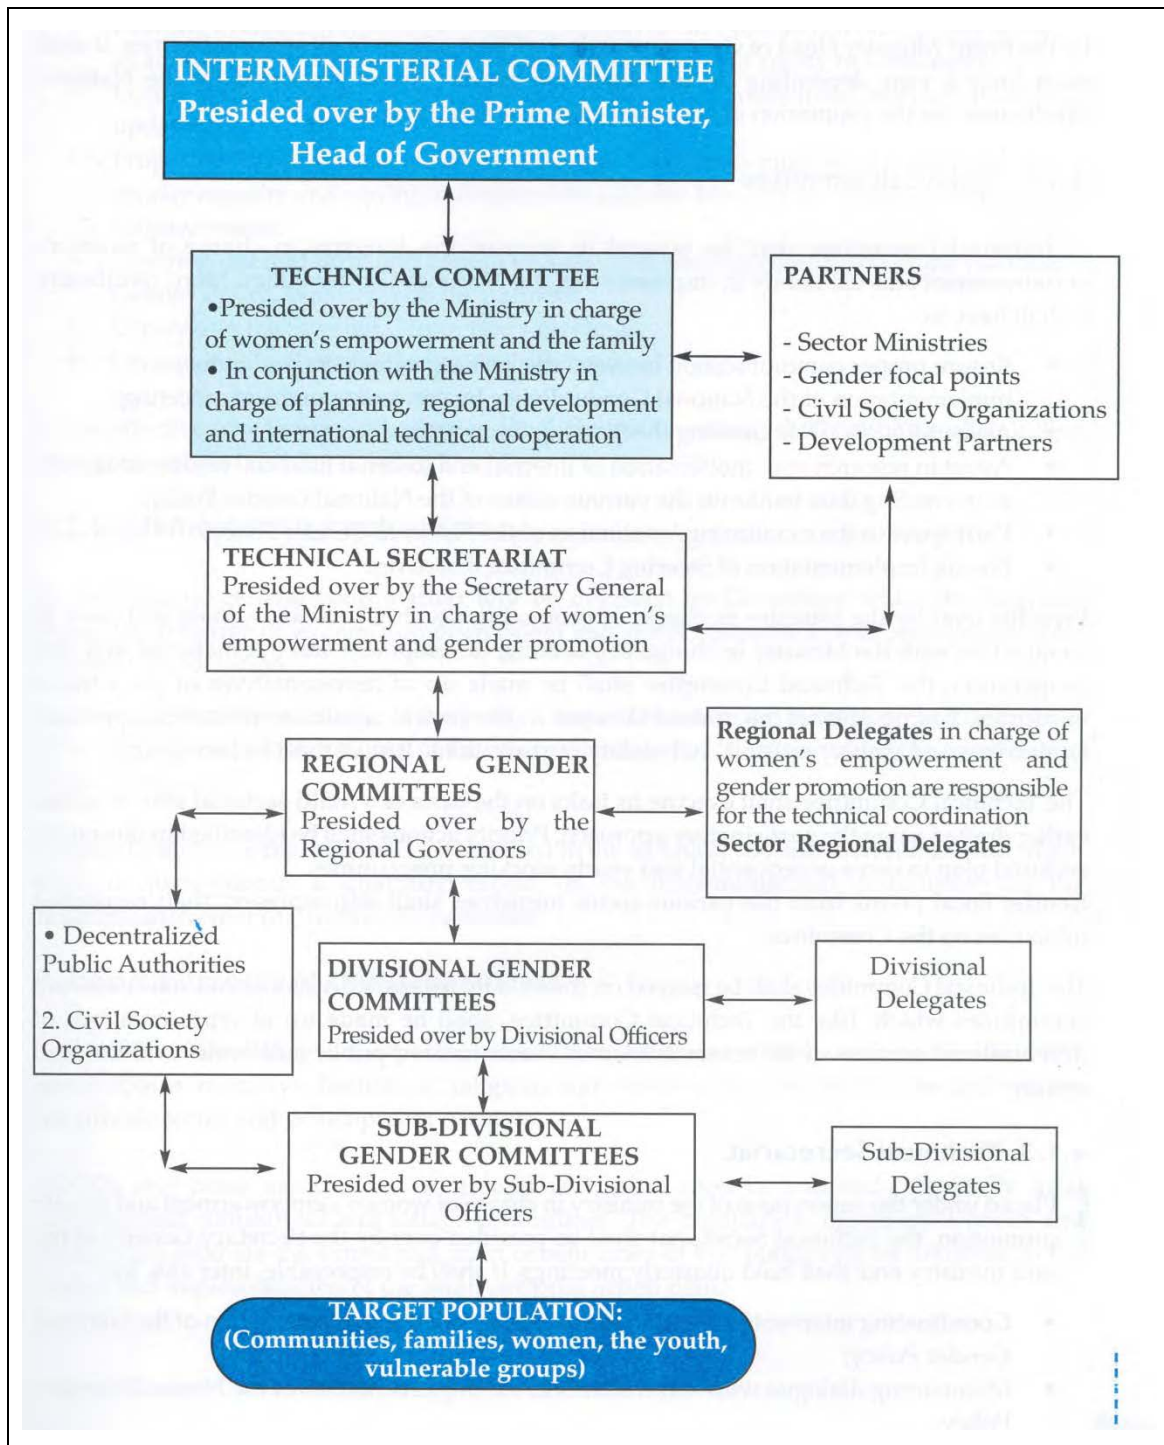 INTERMINISTERIAL COMMITTEE
Presided over by the Prime Minister,
Head of Government
TECHNICAL COMMITTEE
•Presided over by the Ministry in charge
of women's empowerment and the family
• In conjunction with the Ministry in
charge of planning, regional development
and international technical cooperation
PARTNERS
- Sector Ministries
- Gender focal points
- Civil Society Organizations
- Development Partners
TECHNICAL SECRETARIAT
Presided over by the Secretary General
of the Ministry in charge of women's
empowerment and gender promotion
REGIONAL GENDER
COMMITTEES
Presided over by the
Regional Governors
Regional Delegates in charge of
women's empowerment and
gender promotion are responsible
for the technical coordination
Sector Regional Delegates
• Decentralized
Public Authorities
2. Civil Society
Organizations
DIVISIONAL GENDER
COMMITTEES
Presided over by Divisional Officers
Divisional
Delegates
SUB-DIVISIONAL
GENDER COMMITTEES
Presided over by Sub-Divisional
Officers
Sub-Divisional
Delegates
TARGET POPULATION:
(Communities, families, women, the youth,
vulnerable groups)